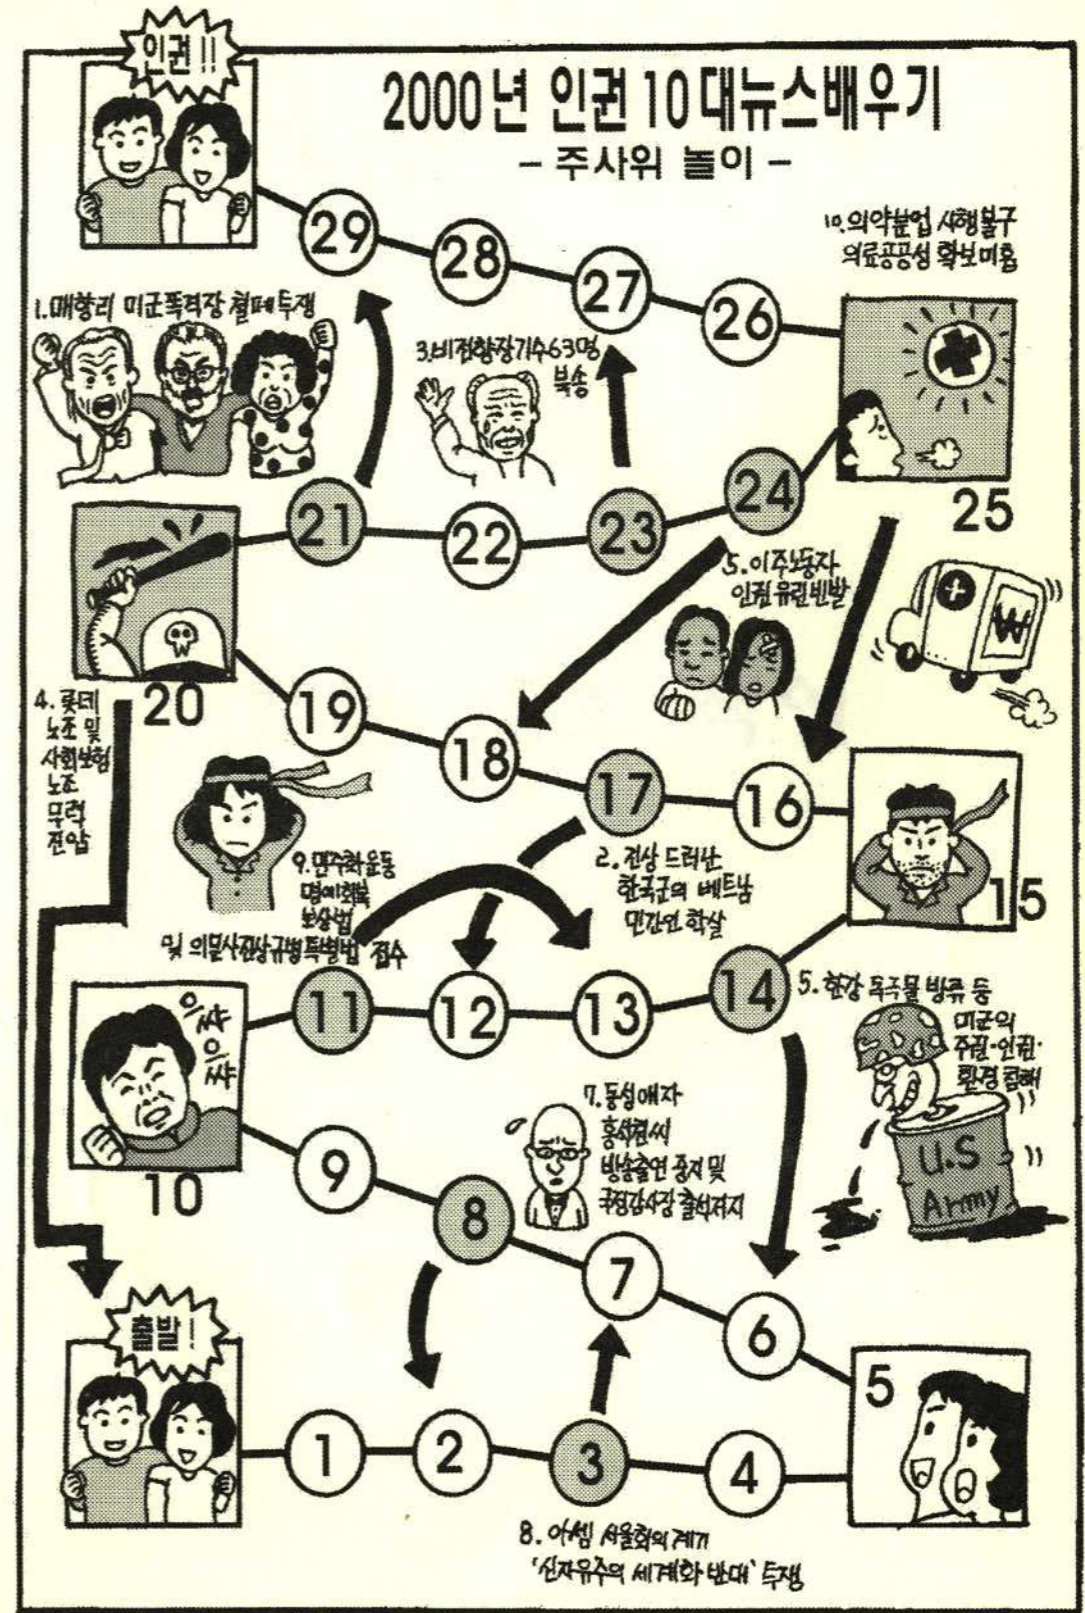 인권!!
2000년 인권 10대뉴스배우기
- 주사위 놀이 -
29
28
27
26
10. 의약분업 시행불구
의료공공성 확보미흡
1. 매향리 미군폭격장 철폐투쟁
3. 비전향장기수 63명
북송
25
24
23
22
21
20
5. 이주노동자
인권유린빈발
4. 롯데
노조 및
사회보험
노조
무력
진압
19
18
17
16
15
9. 민주화운동
명예회복
보상법
및 의문사진상규명특별법 접수
2. 진상 드러난
한국군의 베트남
민간인 학살
11
12
13
14
5. 한강 독극물 방류 등
미군의
주권·인권·
환경 침해
U.S
Army
으쌰
으쌰
10
9
8
7
6
5
7. 동성애자
홍석천씨
방송출연 중지 및
국정감사장 출석저지
출발!
1
2
3
4
8. 아셈 서울회의 계기
'신자유주의 세계화 반대' 투쟁